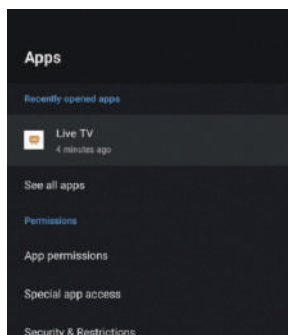 Apps
Recently opened apps
Live TV
4 minutes ago
See all apps
Permissions
App permissions
Special app access
Security & Restrictions